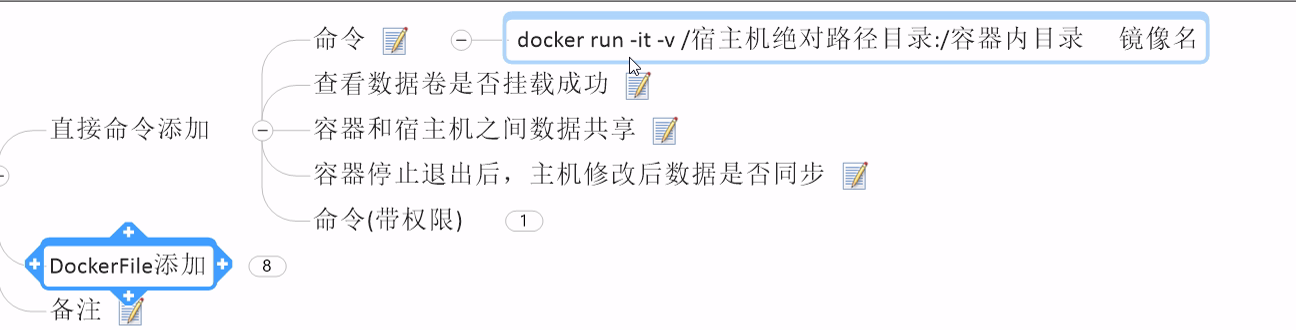 命令
docker run -it -v /宿主机绝对路径目录:/容器内目录 镜像名
查看数据卷是否挂载成功
直接命令添加
容器和宿主机之间数据共享
容器停止退出后，主机修改后数据是否同步
命令(带权限)
1
DockerFile添加
8
备注